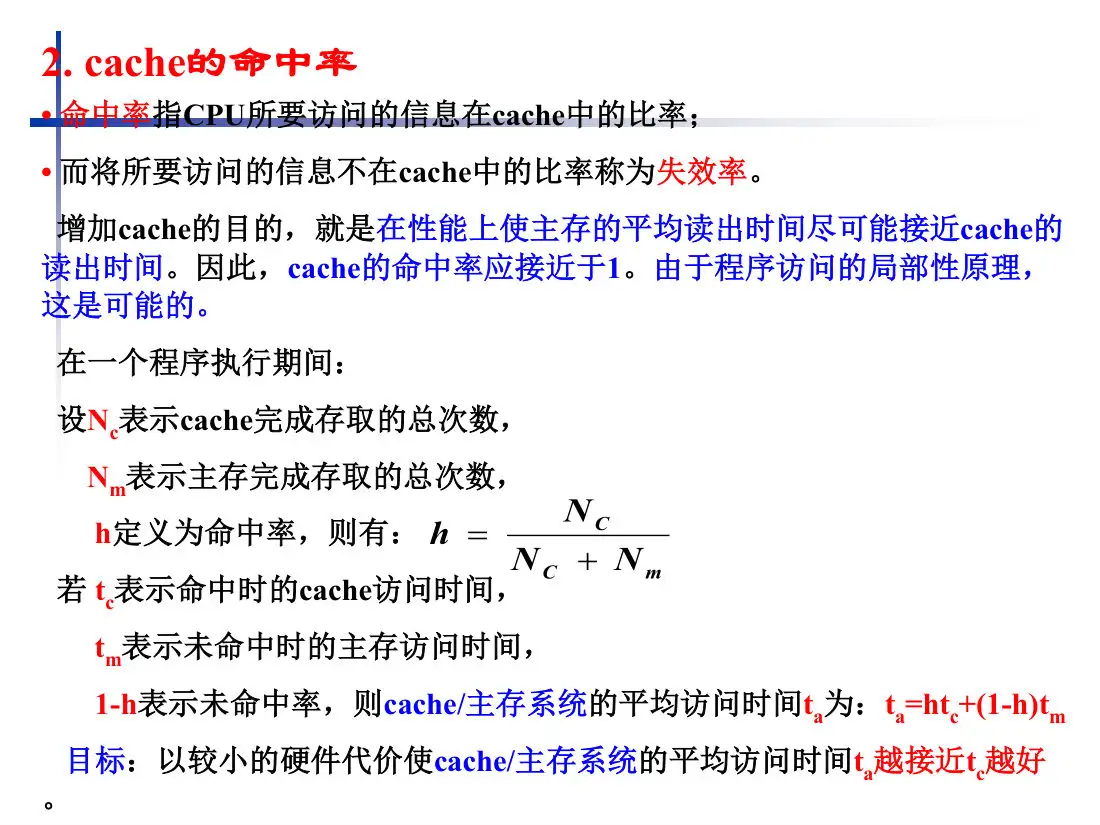 2. cache的命中率
• 命中率指CPU所要访问的信息在cache中的比率；
• 而将所要访问的信息不在cache中的比率称为失效率。
增加cache的目的，就是在性能上使主存的平均读出时间尽可能接近cache的
读出时间。因此，cache的命中率应接近于1。由于程序访问的局部性原理，
这是可能的。
在一个程序执行期间：
设Nc表示cache完成存取的总次数，
Nm表示主存完成存取的总次数，
h定义为命中率，则有： h = NC / (NC + Nm)
若 tc表示命中时的cache访问时间，
tm表示未命中时的主存访问时间，
1-h表示未命中率，则cache/主存系统的平均访问时间ta为：ta=htc+(1-h)tm
目标：以较小的硬件代价使cache/主存系统的平均访问时间ta越接近tc越好
。